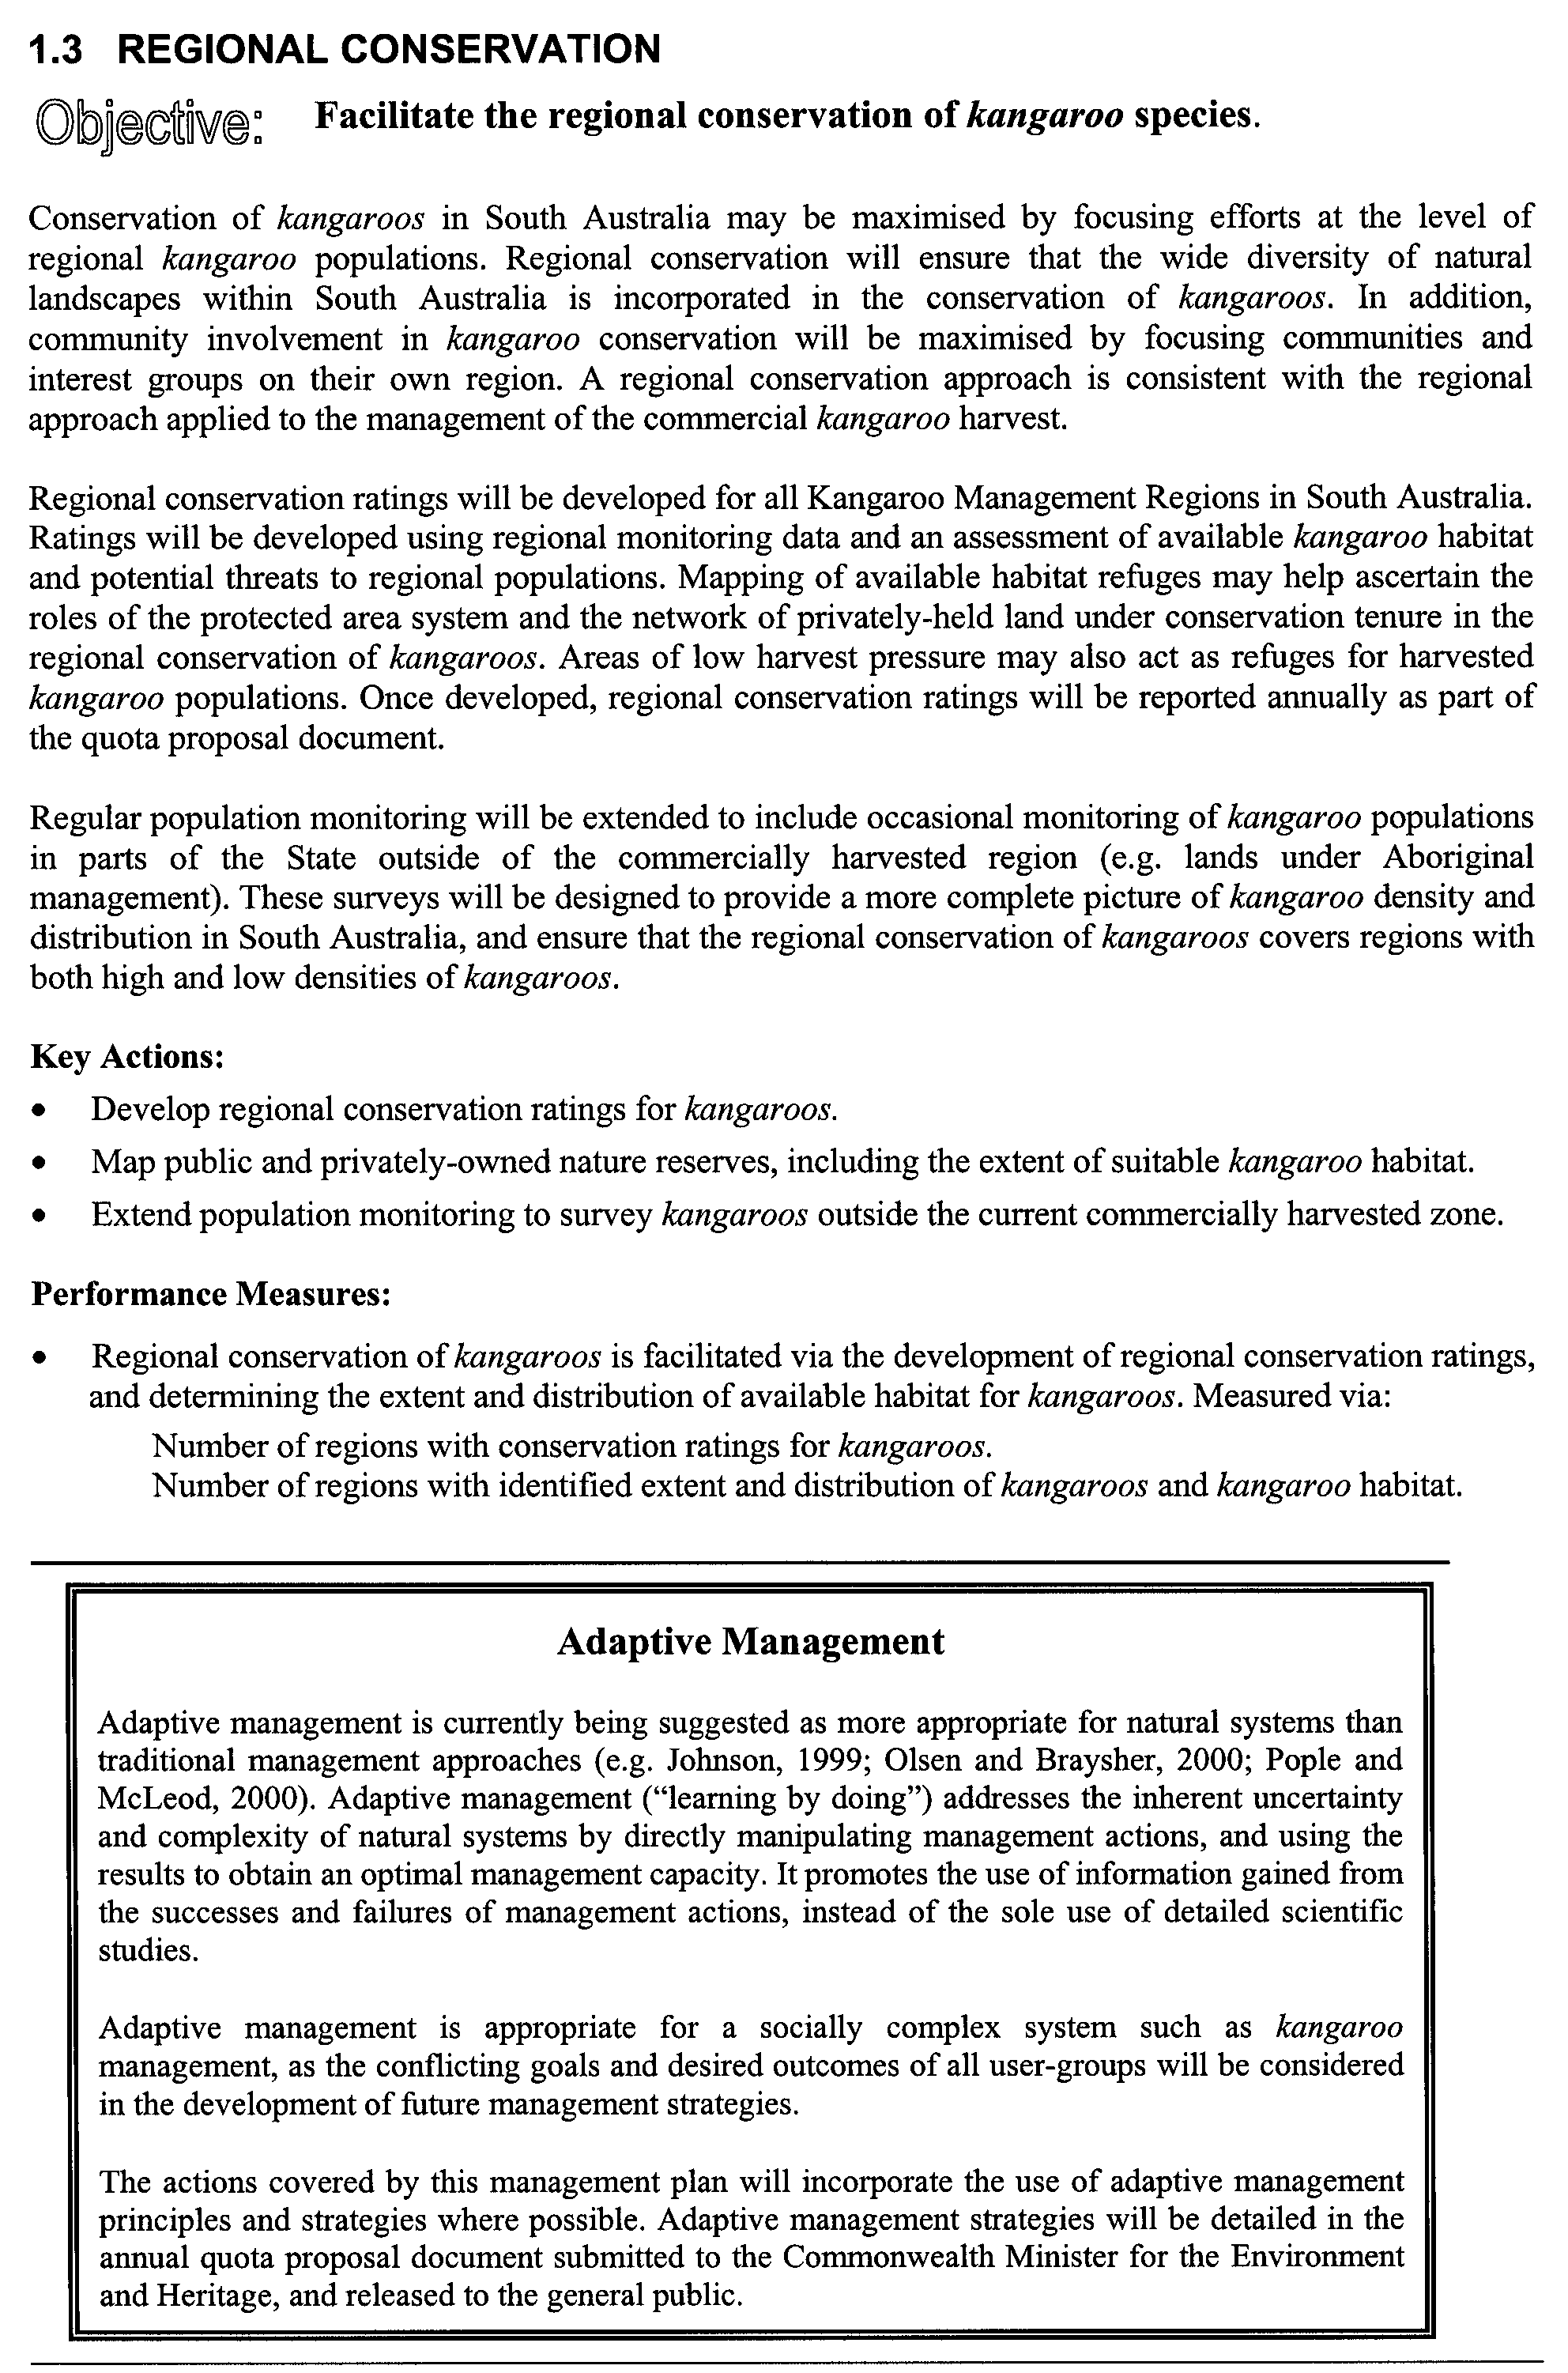 1.3 REGIONAL CONSERVATION
Objective: Facilitate the regional conservation of kangaroo species.
Conservation of kangaroos in South Australia may be maximised by focusing efforts at the level of
regional kangaroo populations. Regional conservation will ensure that the wide diversity of natural
landscapes within South Australia is incorporated in the conservation of kangaroos. In addition,
community involvement in kangaroo conservation will be maximised by focusing communities and
interest groups on their own region. A regional conservation approach is consistent with the regional
approach applied to the management of the commercial kangaroo harvest.
Regional conservation ratings will be developed for all Kangaroo Management Regions in South Australia.
Ratings will be developed using regional monitoring data and an assessment of available kangaroo habitat
and potential threats to regional populations. Mapping of available habitat refuges may help ascertain the
roles of the protected area system and the network of privately-held land under conservation tenure in the
regional conservation of kangaroos. Areas of low harvest pressure may also act as refuges for harvested
kangaroo populations. Once developed, regional conservation ratings will be reported annually as part of
the quota proposal document.
Regular population monitoring will be extended to include occasional monitoring of kangaroo populations
in parts of the State outside of the commercially harvested region (e.g. lands under Aboriginal
management). These surveys will be designed to provide a more complete picture of kangaroo density and
distribution in South Australia, and ensure that the regional conservation of kangaroos covers regions with
both high and low densities of kangaroos.
Key Actions:
• Develop regional conservation ratings for kangaroos.
• Map public and privately-owned nature reserves, including the extent of suitable kangaroo habitat.
• Extend population monitoring to survey kangaroos outside the current commercially harvested zone.
Performance Measures:
• Regional conservation of kangaroos is facilitated via the development of regional conservation ratings,
and determining the extent and distribution of available habitat for kangaroos. Measured via:
Number of regions with conservation ratings for kangaroos.
Number of regions with identified extent and distribution of kangaroos and kangaroo habitat.
Adaptive Management
Adaptive management is currently being suggested as more appropriate for natural systems than
traditional management approaches (e.g. Johnson, 1999; Olsen and Braysher, 2000; Pople and
McLeod, 2000). Adaptive management (“learning by doing”) addresses the inherent uncertainty
and complexity of natural systems by directly manipulating management actions, and using the
results to obtain an optimal management capacity. It promotes the use of information gained from
the successes and failures of management actions, instead of the sole use of detailed scientific
studies.
Adaptive management is appropriate for a socially complex system such as kangaroo
management, as the conflicting goals and desired outcomes of all user-groups will be considered
in the development of future management strategies.
The actions covered by this management plan will incorporate the use of adaptive management
principles and strategies where possible. Adaptive management strategies will be detailed in the
annual quota proposal document submitted to the Commonwealth Minister for the Environment
and Heritage, and released to the general public.